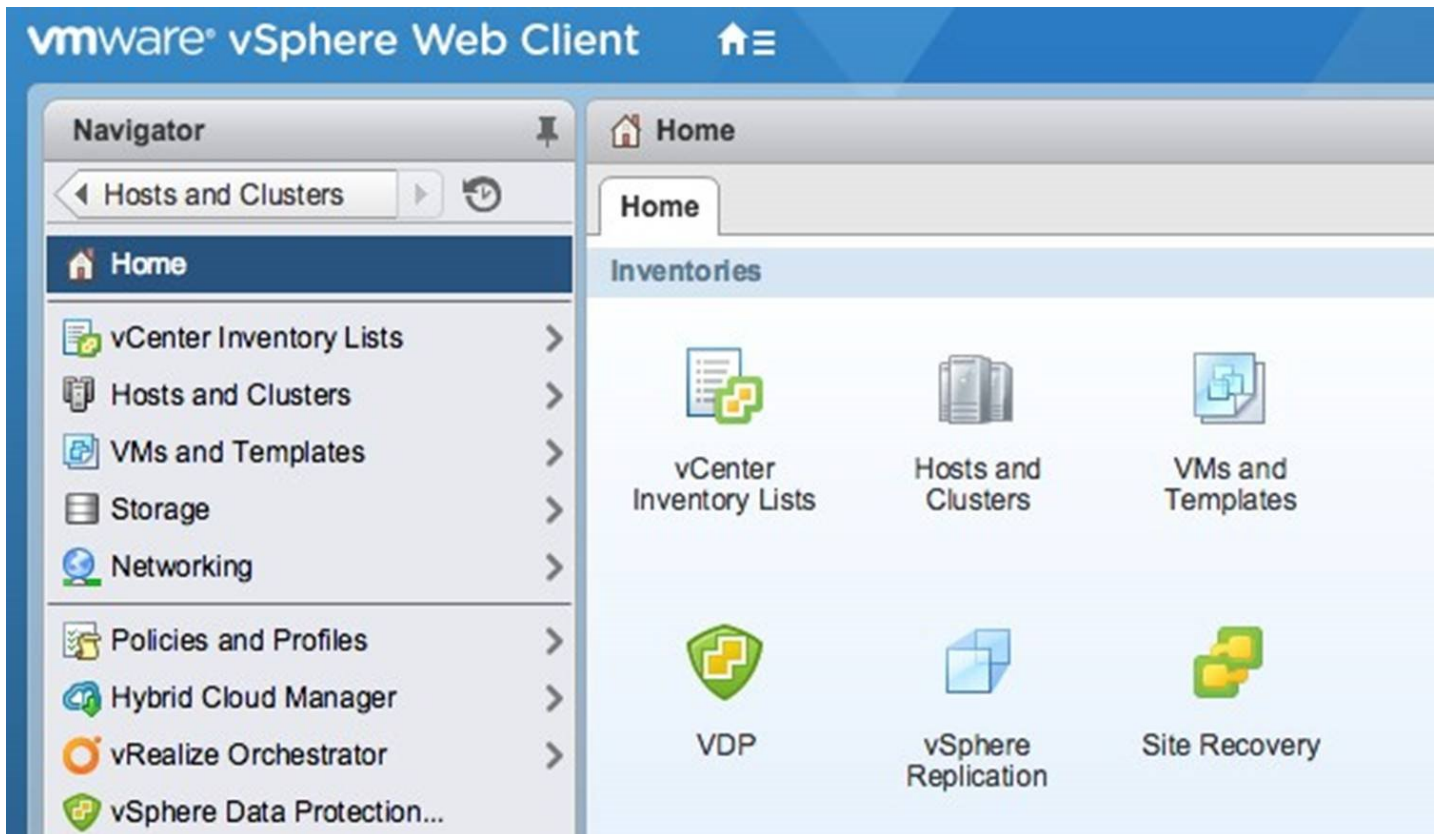 vmware® vSphere Web Client
Navigator
Hosts and Clusters
Home
vCenter Inventory Lists
Hosts and Clusters
VMs and Templates
Storage
Networking
Policies and Profiles
Hybrid Cloud Manager
vRealize Orchestrator
vSphere Data Protection...
Home
Home
Inventories
vCenter
Inventory Lists
Hosts and
Clusters
VMs and
Templates
VDP
vSphere
Replication
Site Recovery